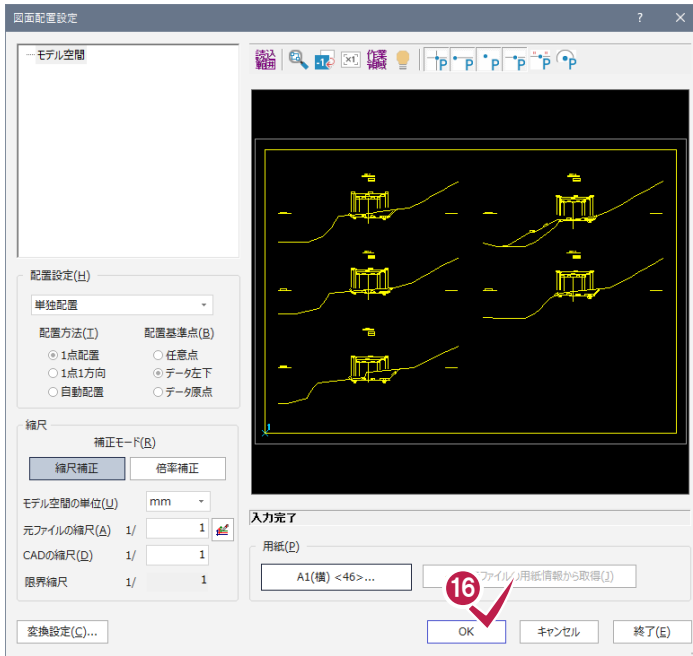 図面配置設定
? ×
モデル空間
読込範囲 -1 ×1 作業領域 P P P P P P
配置設定(H)
単独配置
配置方法(T) 配置基準点(B)
1点配置 任意点
1点1方向 データ左下
自動配置 データ原点
1
縮尺
補正モード(R)
縮尺補正 倍率補正
モデル空間の単位(U) mm
元ファイルの縮尺(A) 1/ 1
CADの縮尺(D) 1/ 1
限界縮尺 1/ 1
入力完了
用紙(P)
A1(横) <46>... ファイルの用紙情報から取得(J)
16
変換設定(C)... OK キャンセル 終了(E)